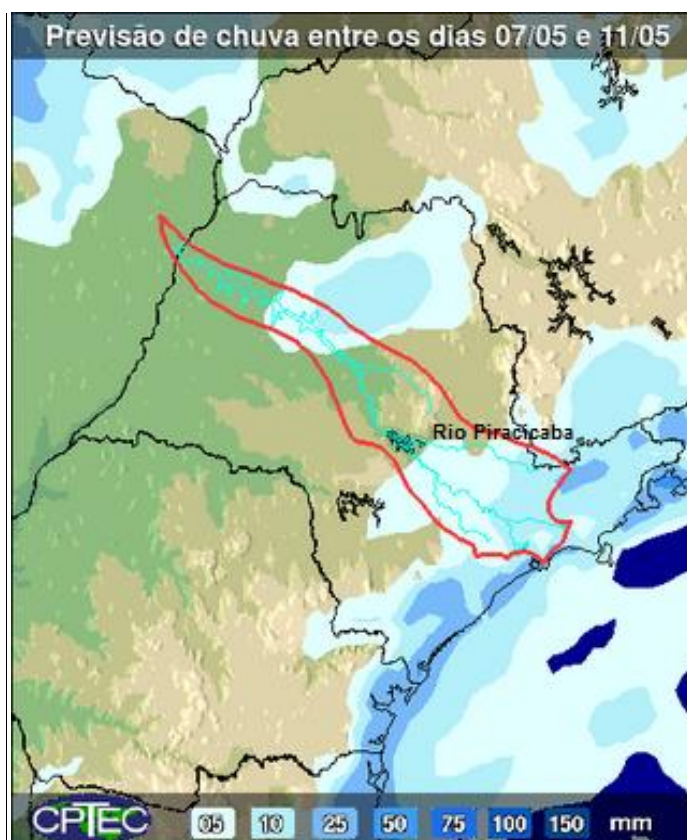 Previsão de chuva entre os dias 07/05 e 11/05
Rio Piracicaba
CPTEC 05 10 25 50 75 100 150 mm